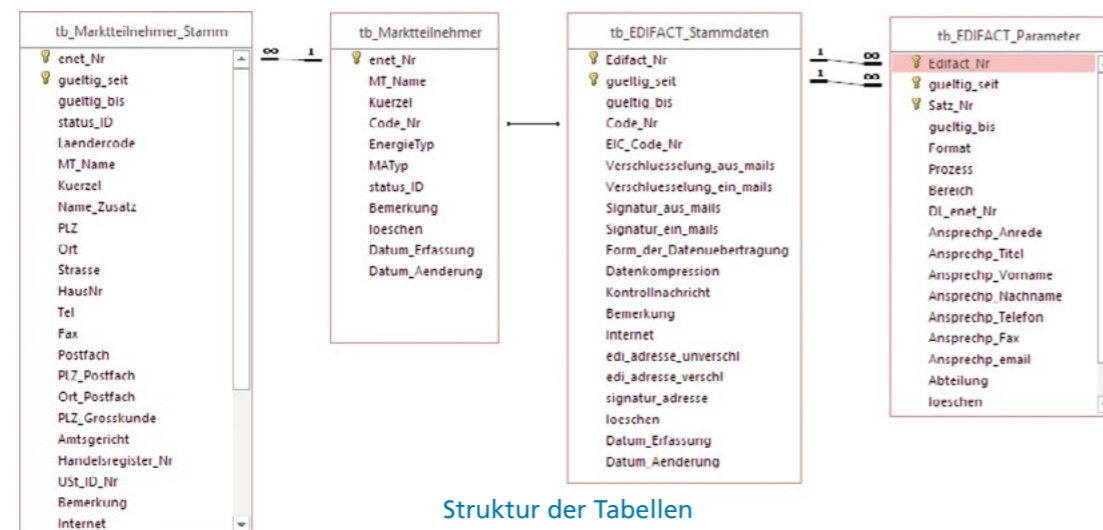 tb_Marktteilnehmer_Stamm
enet_Nr
gueltig_seit
gueltig_bis
status_ID
Laendercode
MT_Name
Kuerzel
Name_Zusatz
PLZ
Ort
Strasse
HausNr
Tel
Fax
Postfach
PLZ_Postfach
Ort_Postfach
PLZ_Grosskunde
Amtsgericht
Handelsregister_Nr
USt_ID_Nr
Bemerkung
Internet
∞ 1
tb_Marktteilnehmer
enet_Nr
MT_Name
Kuerzel
Code_Nr
EnergieTyp
MATyp
status_ID
Bemerkung
loeschen
Datum_Erfassung
Datum_Aenderung
tb_EDIFACT_Stammdaten
Edifact_Nr
gueltig_seit
gueltig_bis
Code_Nr
EIC_Code_Nr
Verschluesselung_aus_mails
Verschluesselung_ein_mails
Signatur_aus_mails
Signatur_ein_mails
Form_der_Datenuebertragung
Datenkompression
Kontrollnachricht
Bemerkung
Internet
edi_adresse_unverschl
edi_adresse_verschl
signatur_adresse
loeschen
Datum_Erfassung
Datum_Aenderung
1 ∞
1 ∞
tb_EDIFACT_Parameter
Edifact_Nr
gueltig_seit
Satz_Nr
gueltig_bis
Format
Prozess
Bereich
DL_enet_Nr
Ansprechp_Anrede
Ansprechp_Titel
Ansprechp_Vorname
Ansprechp_Nachname
Ansprechp_Telefon
Ansprechp_Fax
Ansprechp_email
Abteilung
loeschen
Struktur der Tabellen